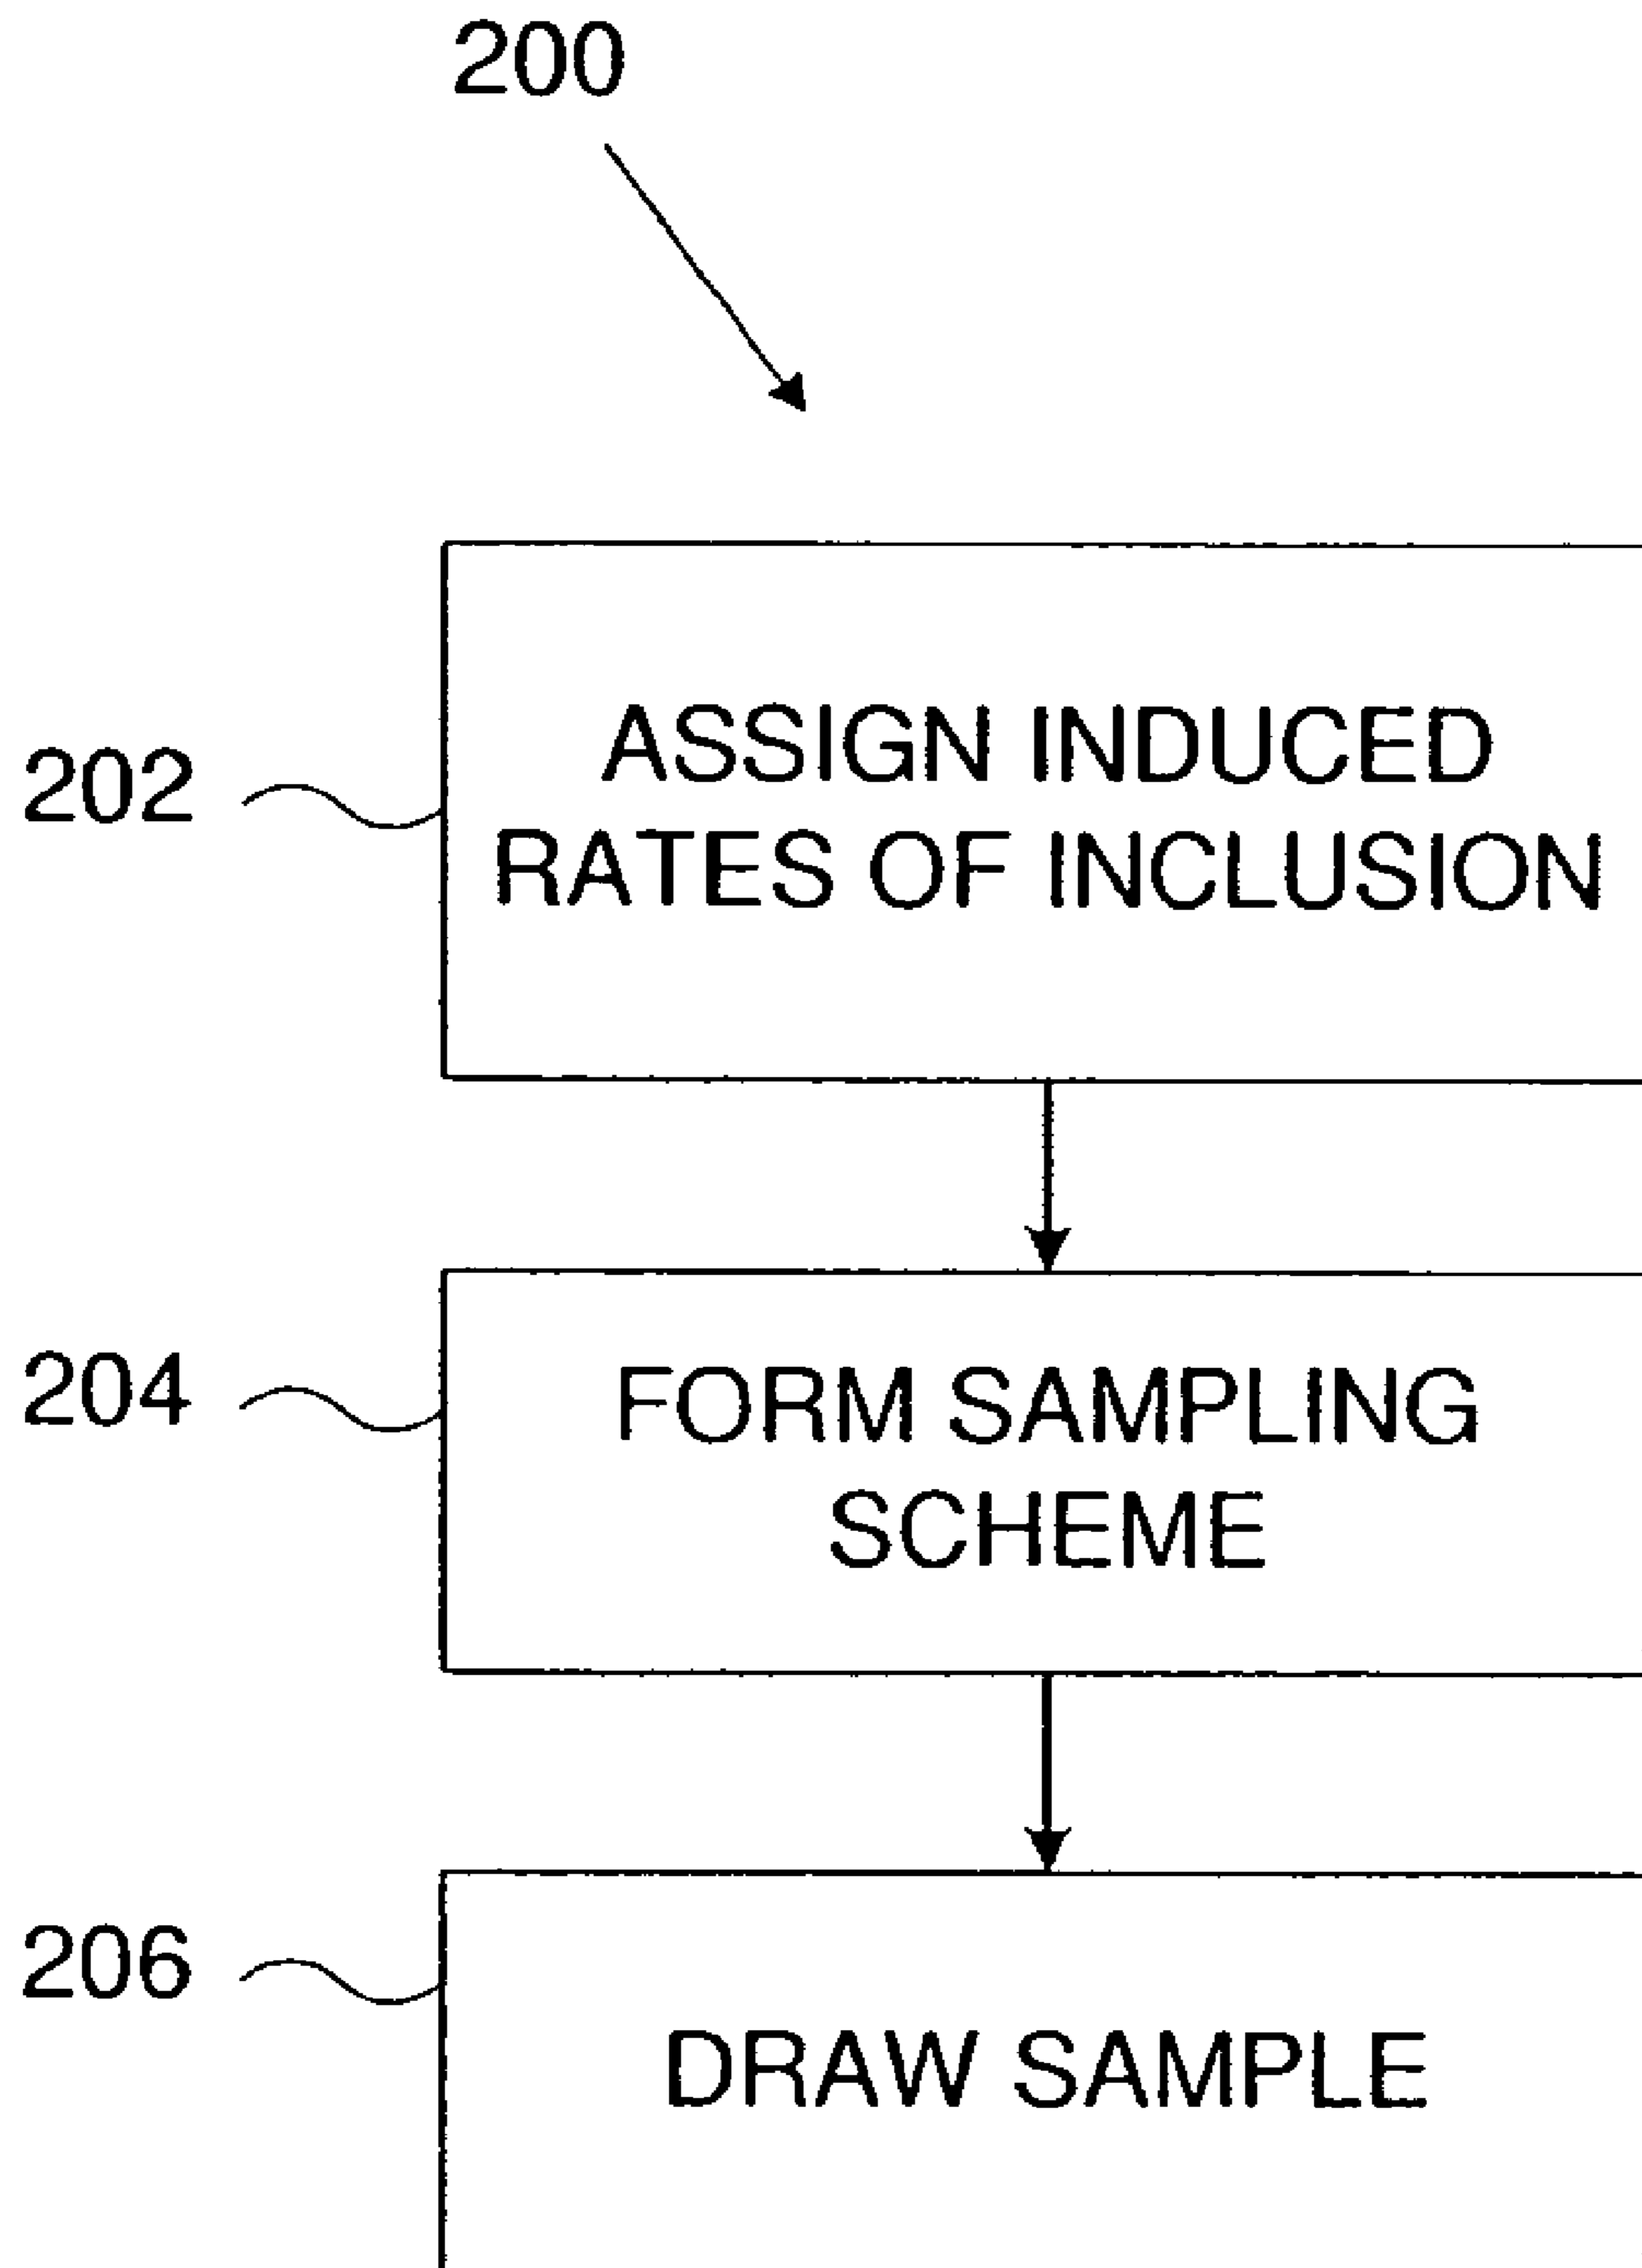 200
202
ASSIGN INDUCED
RATES OF INCLUSION
204
FORM SAMPLING
SCHEME
206
DRAW SAMPLE